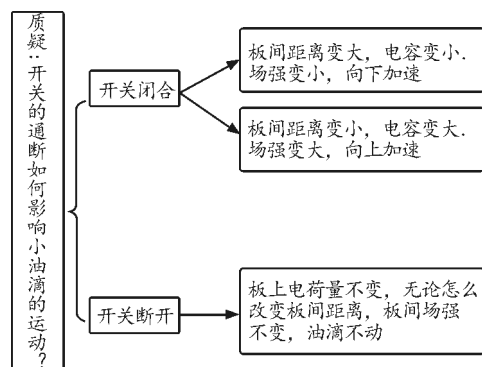 质疑:开关的通断如何影响小油滴的运动?
开关闭合
板间距离变大，电容变小.
场强变小，向下加速
板间距离变小，电容变大.
场强变大，向上加速
开关断开
板上电荷量不变，无论怎么
改变板间距离，板间场强
不变，油滴不动